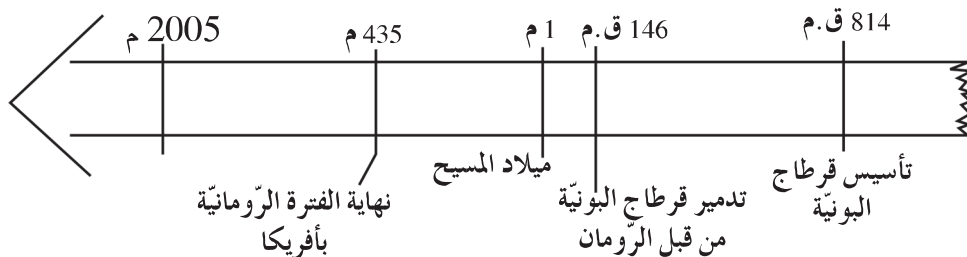 814 ق.م
146 ق.م
1 م
435 م
2005 م
تأسيس قرطاج
البونيّة
تدمير قرطاج البونيّة
من قبل الرّومان
ميلاد المسيح
نهاية الفترة الرّومانيّة
بأفريكا